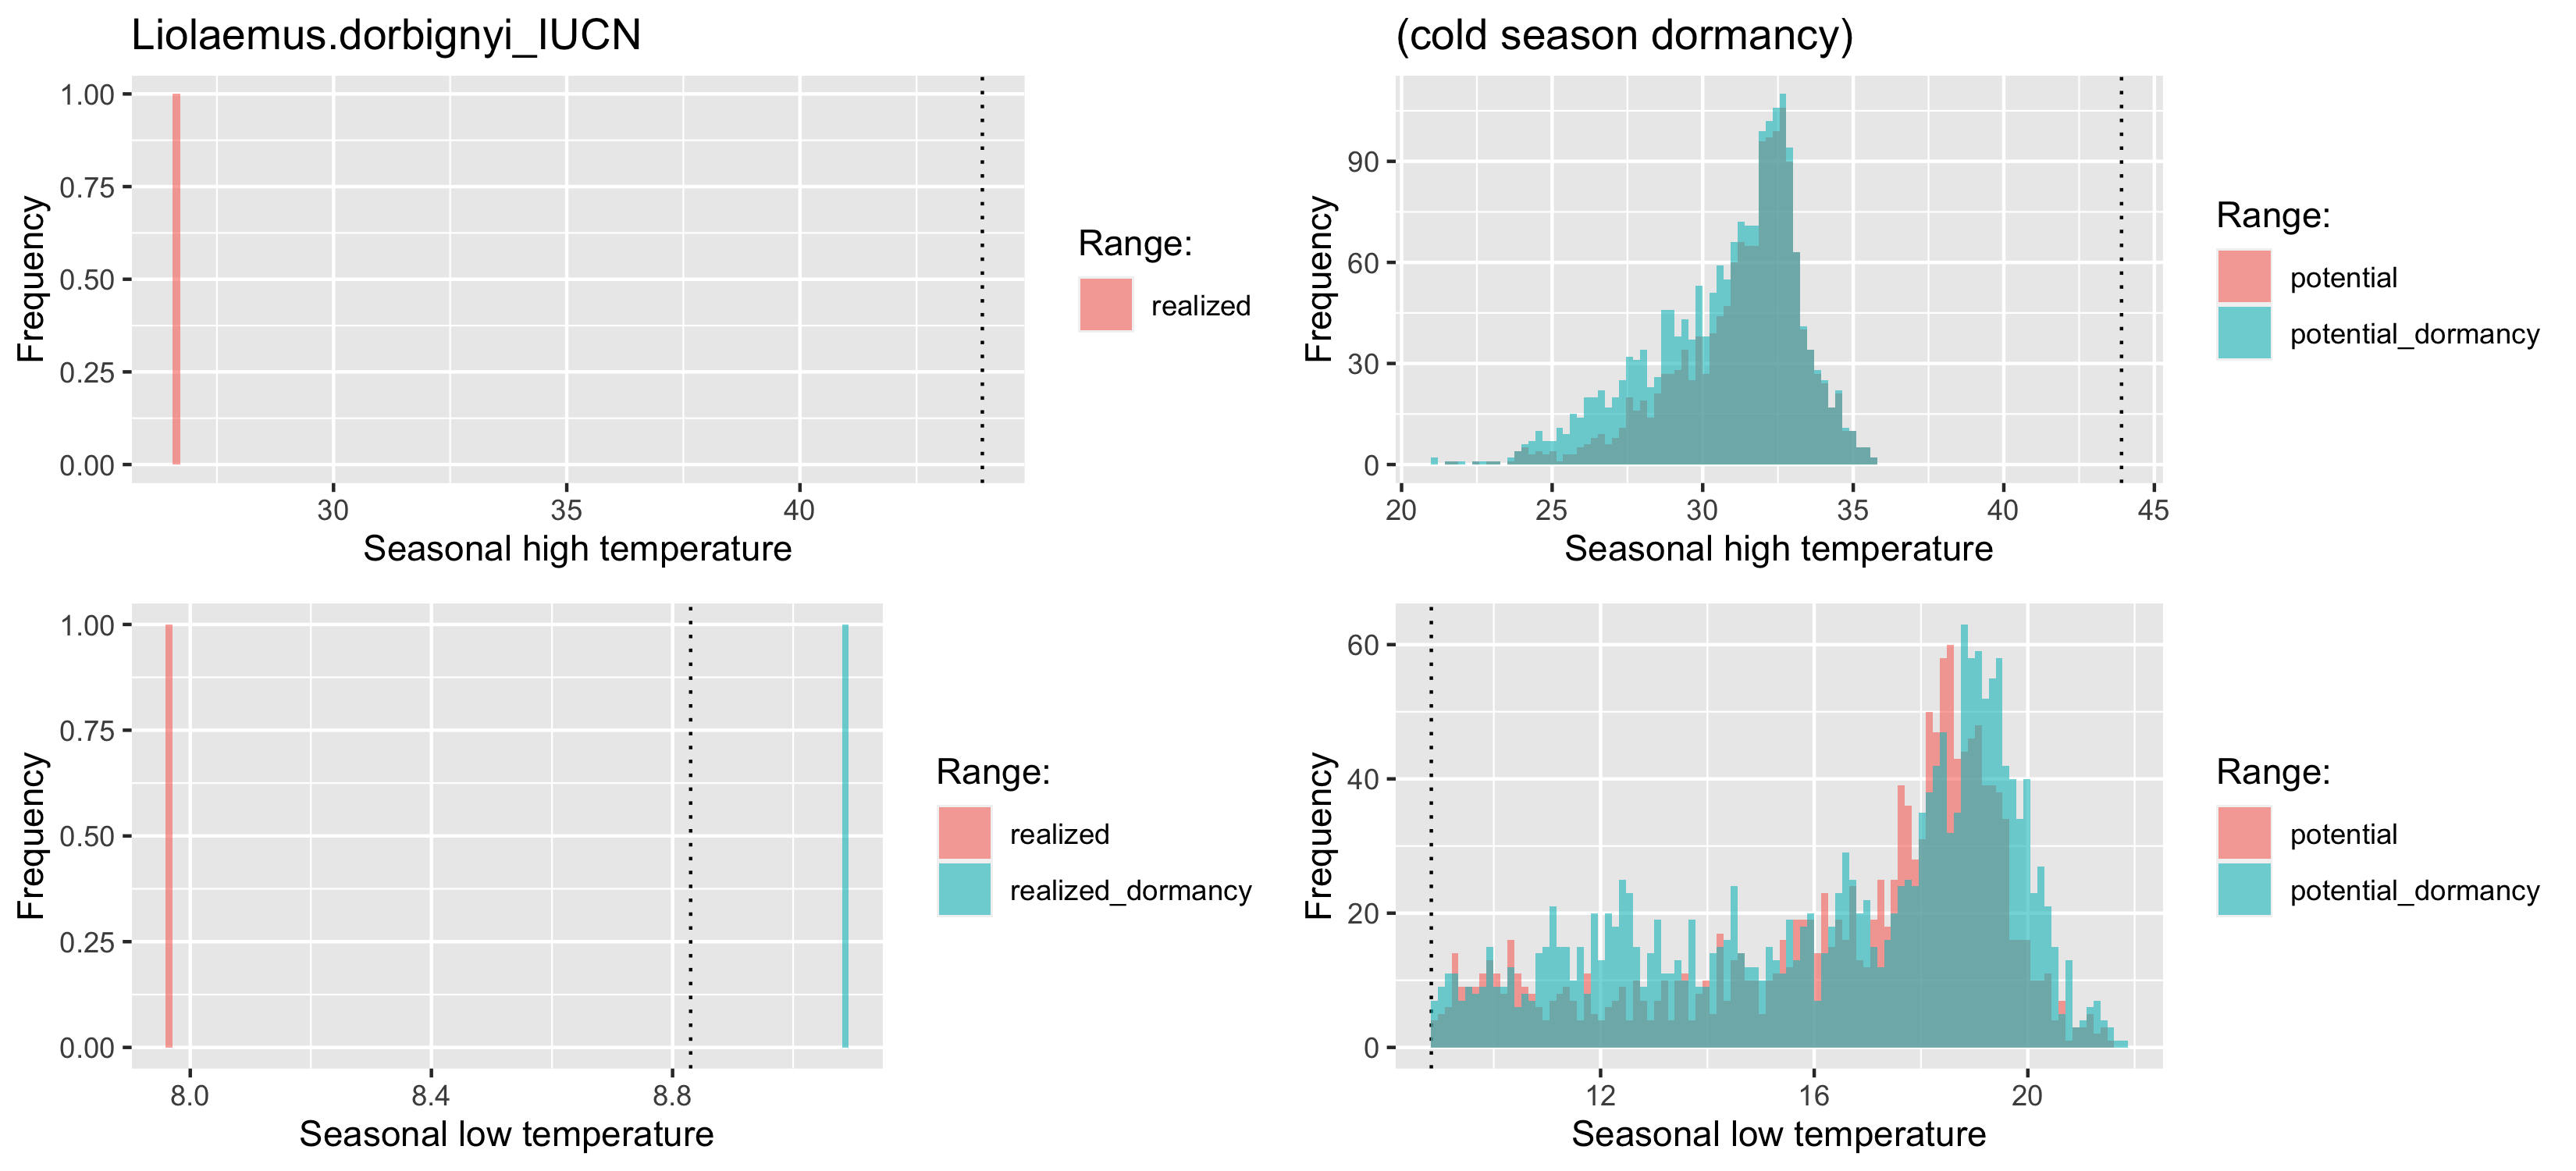 Liolaemus.dorbignyi_IUCN
1.00
0.75
0.50
0.25
0.00
Frequency
30
35
40
Seasonal high temperature
Range:
realized
(cold season dormancy)
90
60
30
0
Frequency
20
25
30
35
40
45
Seasonal high temperature
Range:
potential
potential_dormancy
1.00
0.75
0.50
0.25
0.00
Frequency
8.0
8.4
8.8
Seasonal low temperature
Range:
realized
realized_dormancy
60
40
20
0
Frequency
12
16
20
Seasonal low temperature
Range:
potential
potential_dormancy